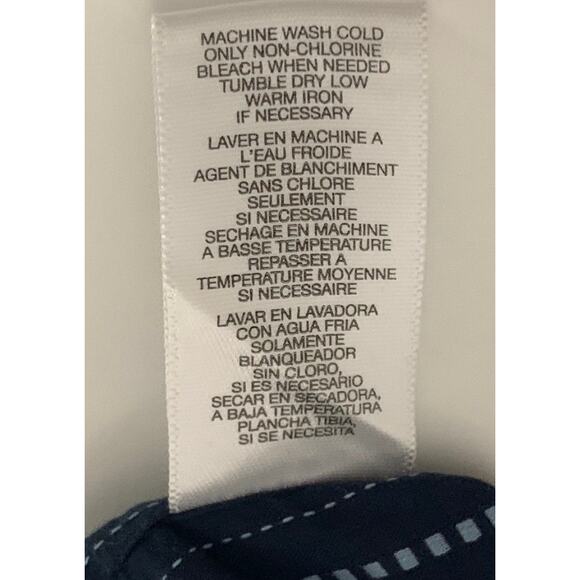 MACHINE WASH COLD
ONLY NON-CHLORINE
BLEACH WHEN NEEDED
TUMBLE DRY LOW
WARM IRON
IF NECESSARY
LAVER EN MACHINE A
L'EAU FROIDE
AGENT DE BLANCHIMENT
SANS CHLORE
SEULEMENT
SI NECESSAIRE
SECHAGE EN MACHINE
A BASSE TEMPERATURE
REPASSER A
TEMPERATURE MOYENNE
SI NECESSAIRE
LAVAR EN LAVADORA
CON AGUA FRIA
SOLAMENTE
BLANQUEADOR
SIN CLORO,
SI ES NECESARIO
SECAR EN SECADORA,
A BAJA TEMPERATURA
PLANCHA TIBIA,
SI SE NECESITA